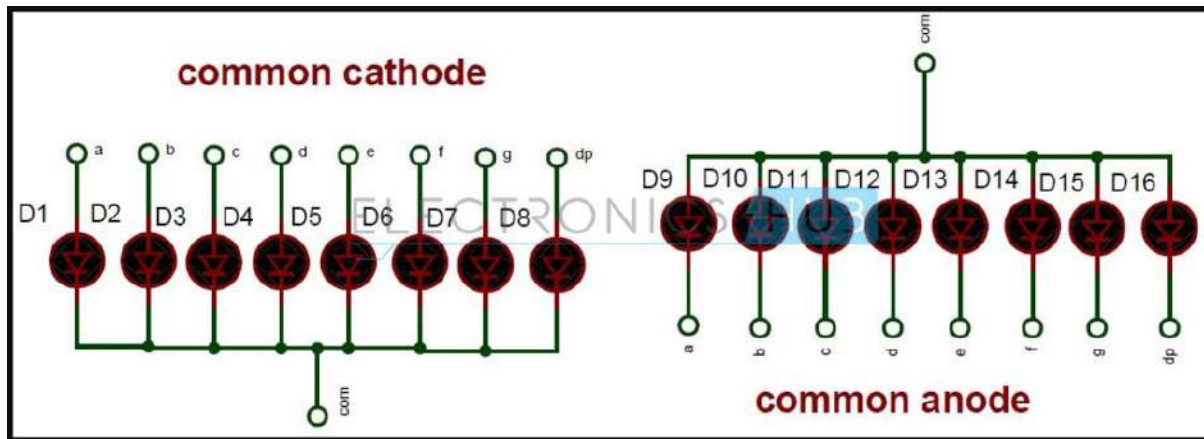 common cathode
a b c d e f g dp
D1 D2 D3 D4 D5 D6 D7 D8
com
com
D9 D10 D11 D12 D13 D14 D15 D16
a b c d e f g dp
common anode
ELECTRONICS HUB